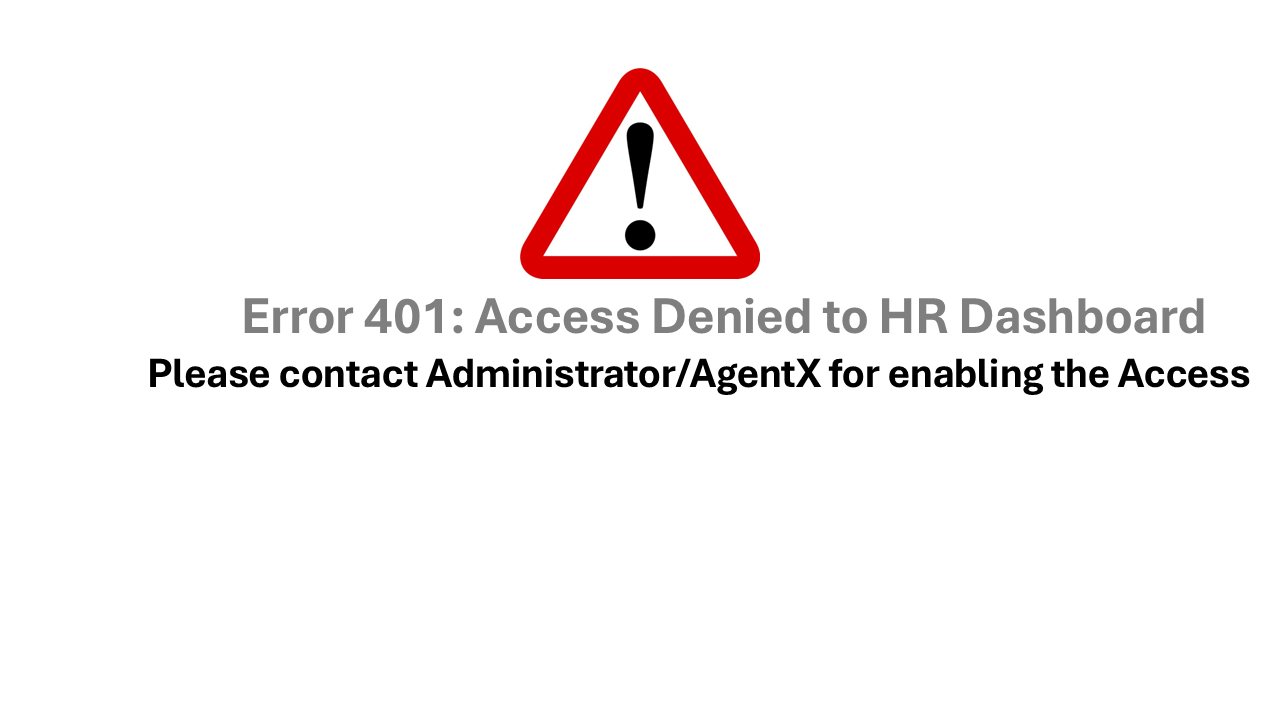 Error 401: Access Denied to HR Dashboard
Please contact Administrator/AgentX for enabling the Access